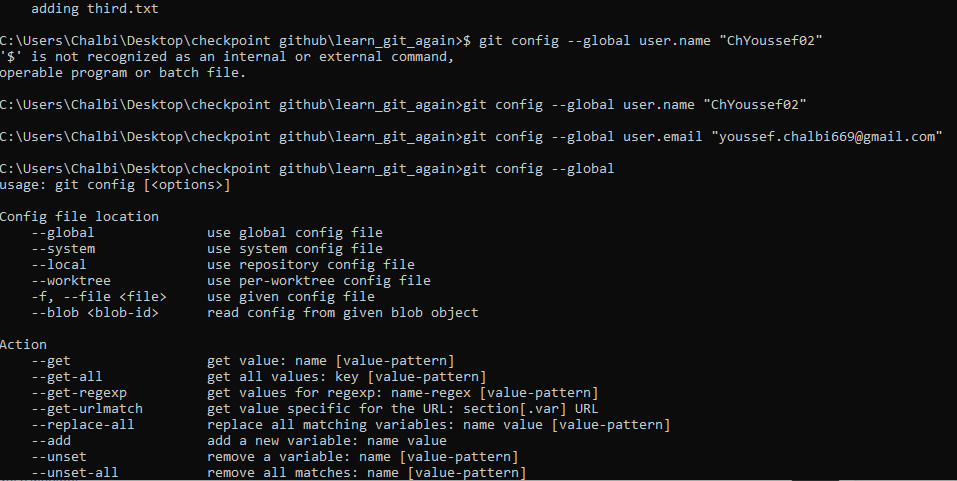 adding third.txt
C:\Users\Chalbi\Desktop\checkpoint github\learn_git_again>$ git config --global user.name "ChYoussef02"
'$' is not recognized as an internal or external command,
operable program or batch file.
C:\Users\Chalbi\Desktop\checkpoint github\learn_git_again>git config --global user.name "ChYoussef02"
C:\Users\Chalbi\Desktop\checkpoint github\learn_git_again>git config --global user.email "youssef.chalbi669@gmail.com"
C:\Users\Chalbi\Desktop\checkpoint github\learn_git_again>git config --global
usage: git config [<options>]
Config file location
--global use global config file
--system use system config file
--local use repository config file
--worktree use per-worktree config file
-f, --file <file> use given config file
--blob <blob-id> read config from given blob object
Action
--get get value: name [value-pattern]
--get-all get all values: key [value-pattern]
--get-regexp get values for regexp: name-regex [value-pattern]
--get-urlmatch get value specific for the URL: section[.var] URL
--replace-all replace all matching variables: name value [value-pattern]
--add add a new variable: name value
--unset remove a variable: name [value-pattern]
--unset-all remove all matches: name [value-pattern]